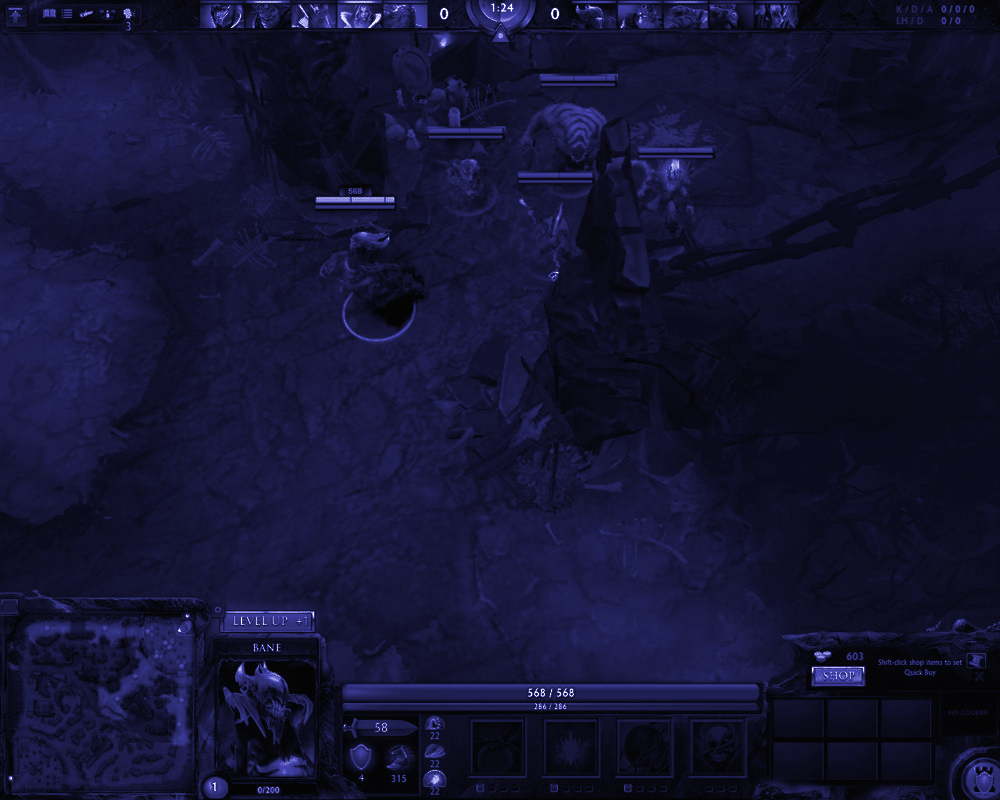 3
0
1:24
0
K / D / A 0 / 0 / 0
LH / D 0 / 0
568
LEVEL UP +1
BANE
603
Shift-click shop items to set
Quick Buy
SHOP
NO COURIER
568 / 568
286 / 286
58
22
22
4
315
22
1
0/200